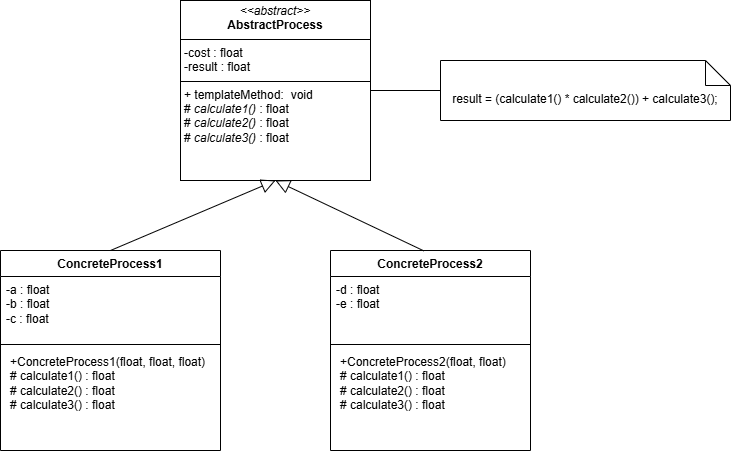 <<abstract>>
AbstractProcess
-cost : float
-result : float
+ templateMethod:  void
# calculate1() : float
# calculate2() : float
# calculate3() : float
result = (calculate1() * calculate2()) + calculate3();
ConcreteProcess1
-a : float
-b : float
-c : float
+ConcreteProcess1(float, float, float)
# calculate1() : float
# calculate2() : float
# calculate3() : float
ConcreteProcess2
-d : float
-e : float
+ConcreteProcess2(float, float)
# calculate1() : float
# calculate2() : float
# calculate3() : float